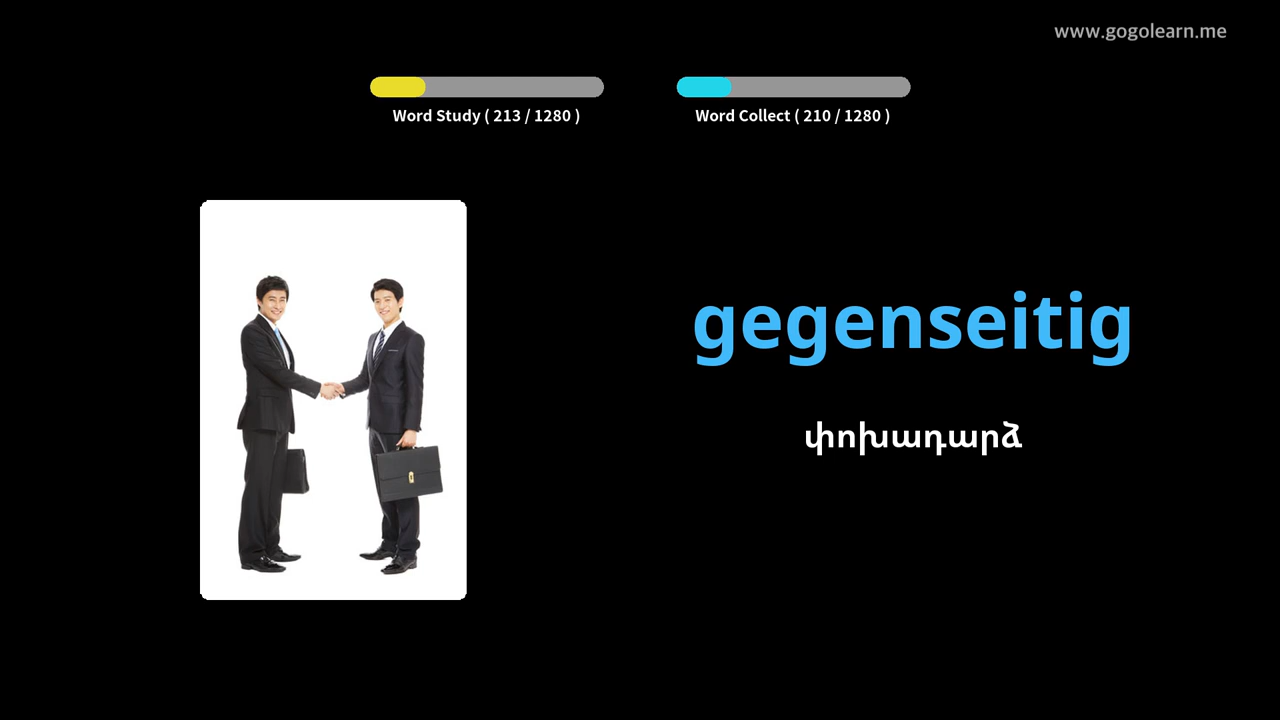 www.gogolearn.me
Word Study ( 213 / 1280 )
Word Collect ( 210 / 1280 )
gegenseitig
փոխադարձ